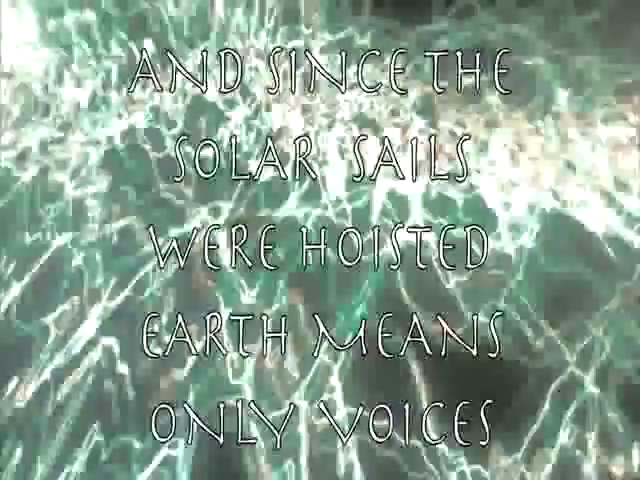 AND SINCE THE
SOLAR SAILS
WERE HOISTED
EARTH MEANS
ONLY VOICES